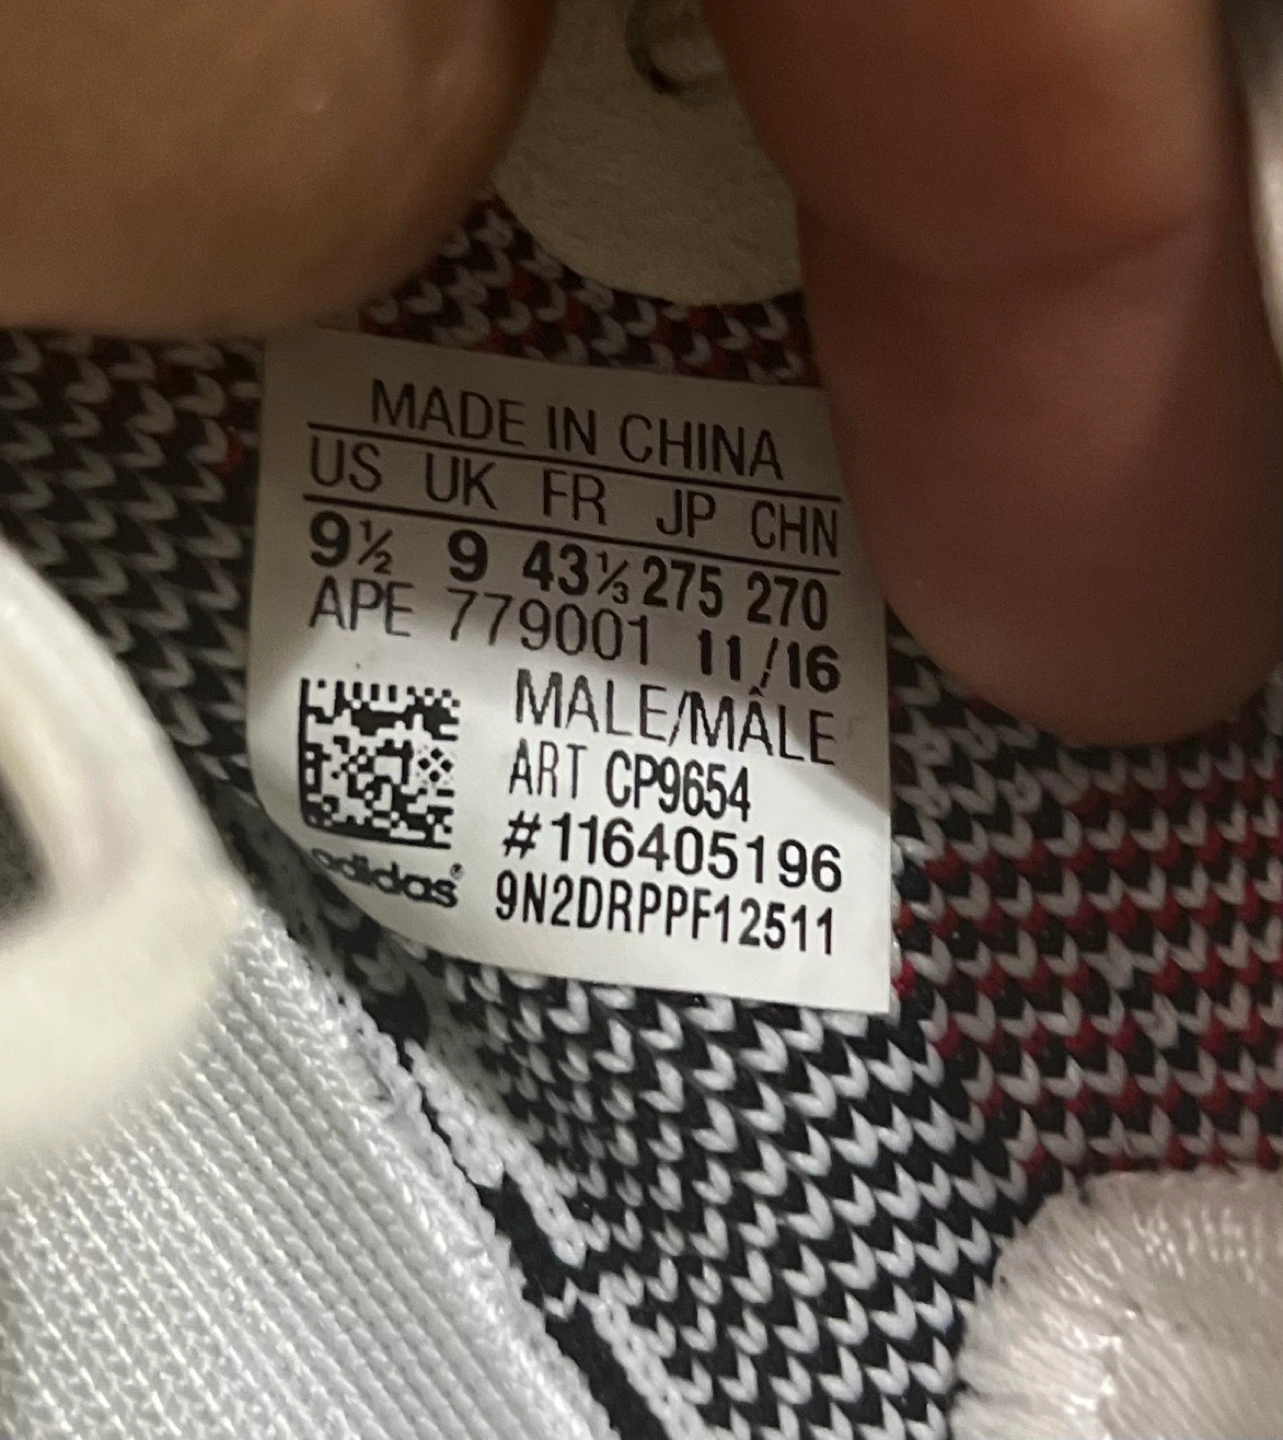 MADE IN CHINA
US UK FR JP CHN
9½ 9 43⅓ 275 270
APE 779001 11/16
MALE/MÂLE
ART CP9654
#116405196
adidas® 9N2DRPPF12511